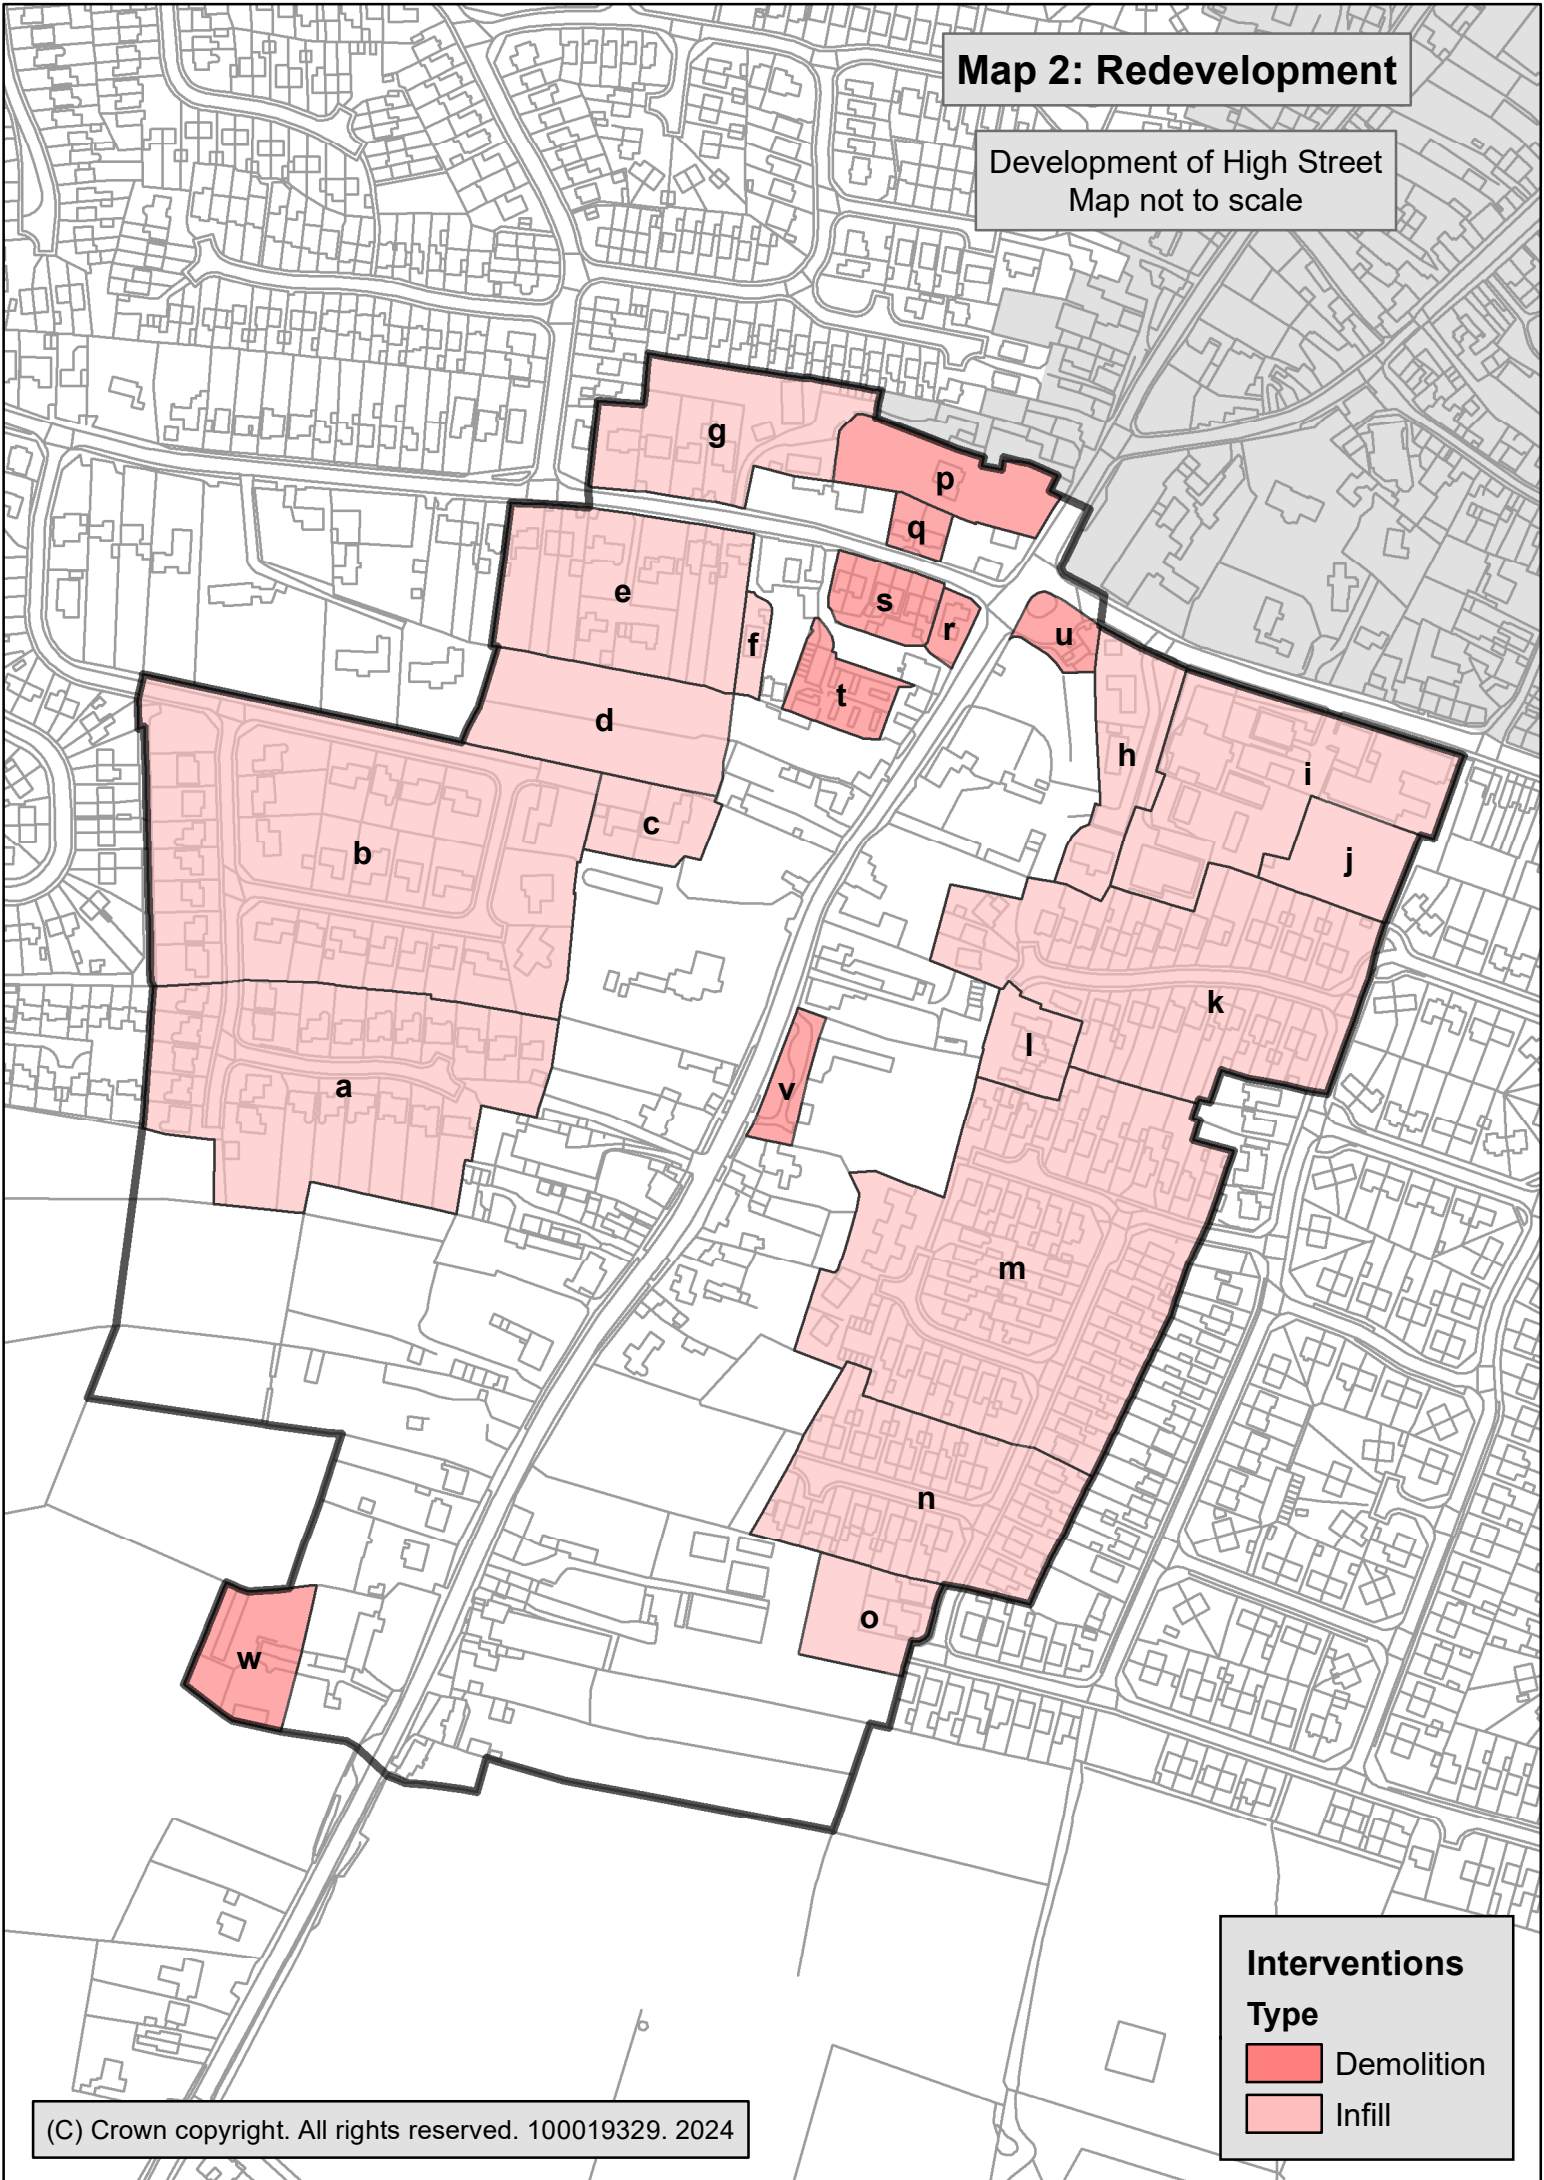 Map 2: Redevelopment
Development of High Street
Map not to scale
g
p
q
e
s
r
f
u
t
d
h
i
c
b
j
k
l
a
v
m
n
o
w
Interventions
Type
Demolition
Infill
(C) Crown copyright. All rights reserved. 100019329. 2024